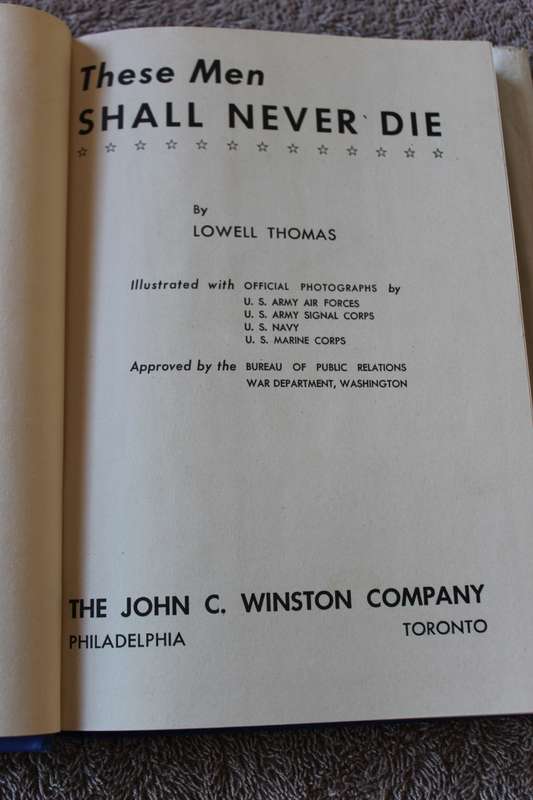 These Men
SHALL NEVER DIE
☆ ☆ ☆ ☆ ☆ ☆ ☆ ☆ ☆ ☆ ☆ ☆ ☆
By
LOWELL THOMAS
Illustrated with OFFICIAL PHOTOGRAPHS by
U. S. ARMY AIR FORCES
U. S. ARMY SIGNAL CORPS
U. S. NAVY
U. S. MARINE CORPS
Approved by the BUREAU OF PUBLIC RELATIONS
WAR DEPARTMENT, WASHINGTON
THE JOHN C. WINSTON COMPANY
PHILADELPHIA TORONTO